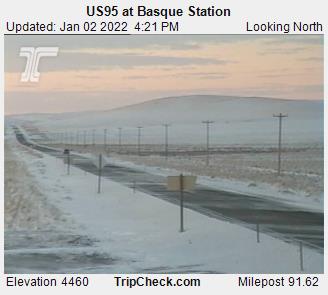 US95 at Basque Station
Updated: Jan 02 2022 4:21 PM Looking North
Elevation 4460 TripCheck.com Milepost 91.62